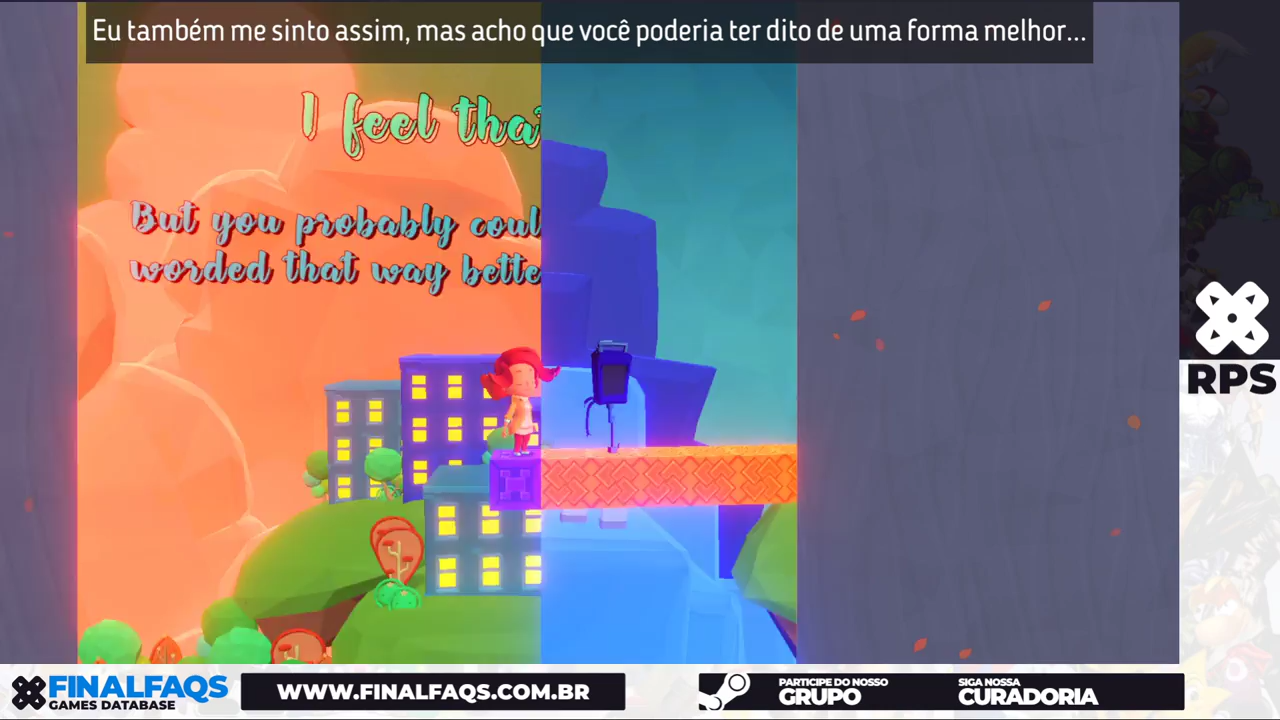 Eu também me sinto assim, mas acho que você poderia ter dito de uma forma melhor...
I feel tha
But you probably coul
worded that way bette
RPS
FINALFAQS
GAMES DATABASE
WWW.FINALFAQS.COM.BR
PARTICIPE DO NOSSO
GRUPO
SIGA NOSSA
CURADORIA